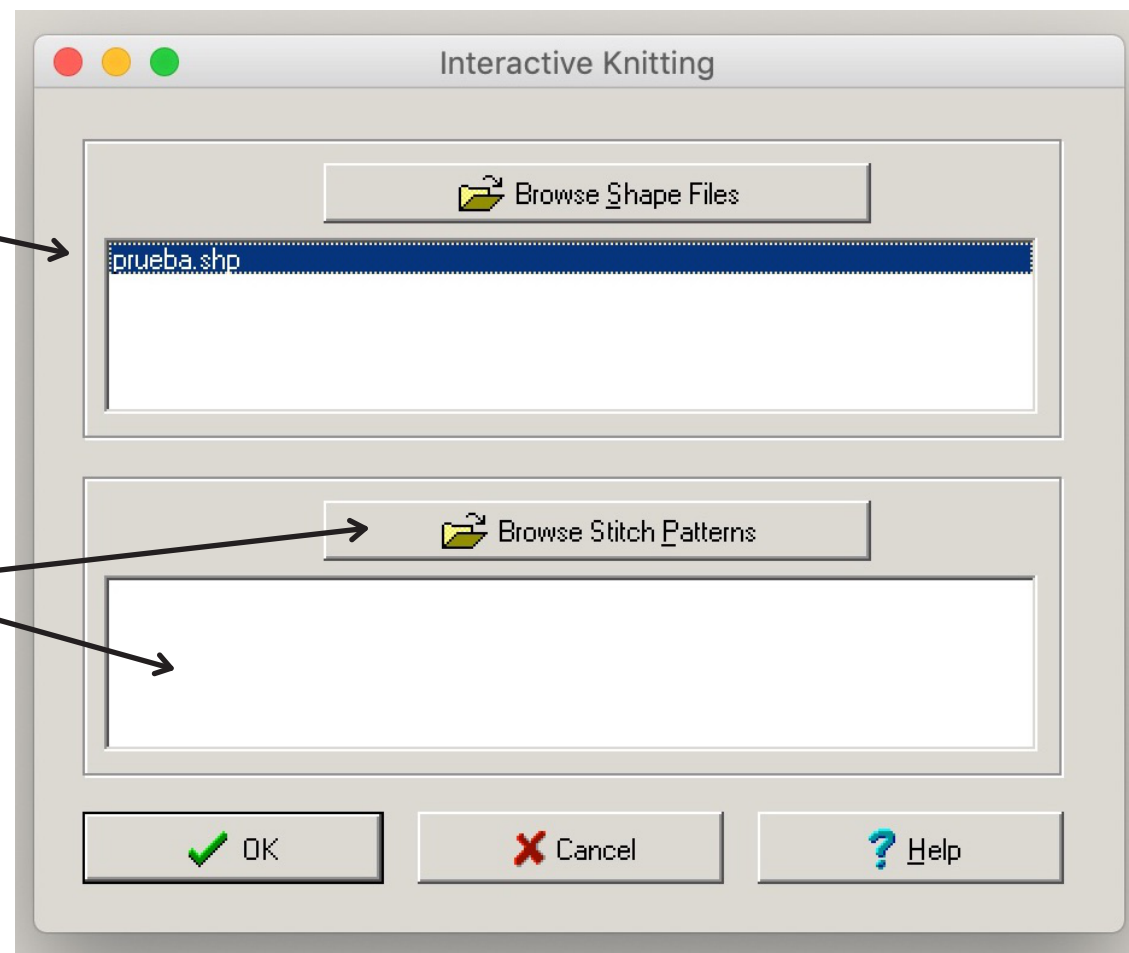 Interactive Knitting
Browse Shape Files
prueba.shp
Browse Stitch Patterns
OK
Cancel
Help